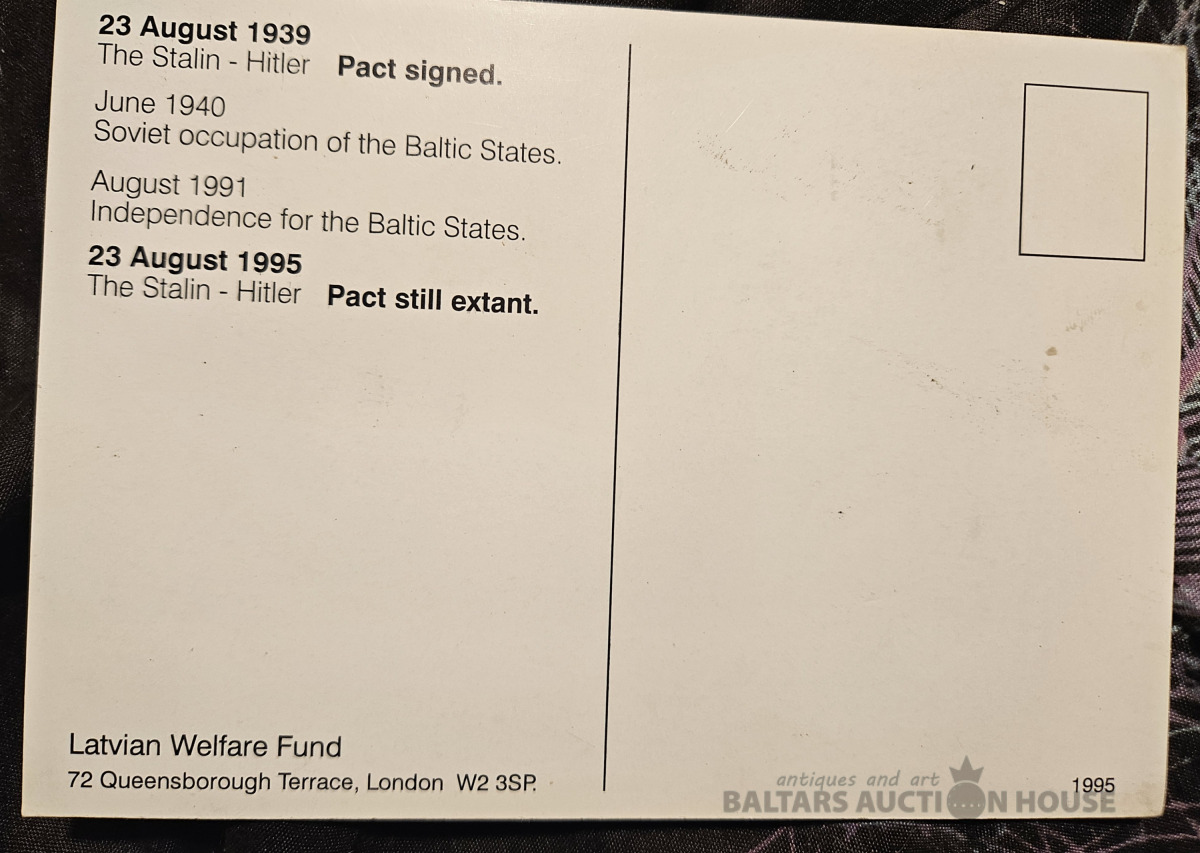 23 August 1939
The Stalin - Hitler Pact signed.
June 1940
Soviet occupation of the Baltic States.
August 1991
Independence for the Baltic States.
23 August 1995
The Stalin - Hitler Pact still extant.
Latvian Welfare Fund
72 Queensborough Terrace, London W2 3SP.
1995
antiques and art
BALTARS AUCTION HOUSE